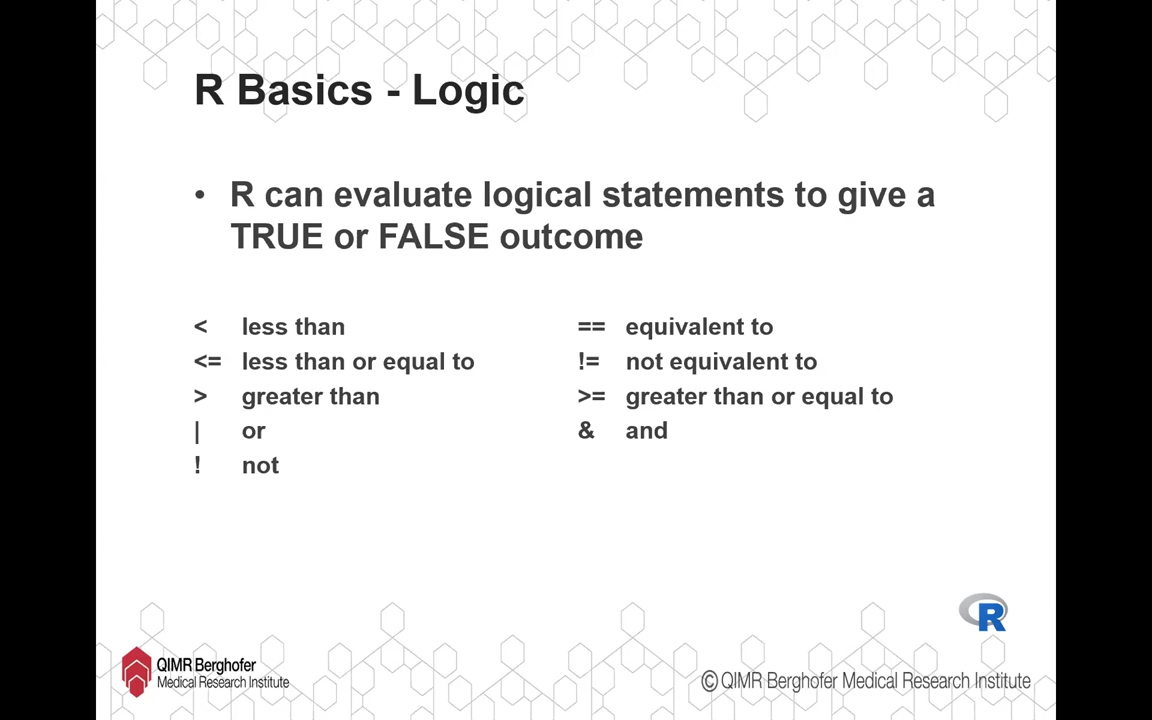 R Basics - Logic
• R can evaluate logical statements to give a
TRUE or FALSE outcome
< less than
<= less than or equal to
> greater than
| or
! not
== equivalent to
!= not equivalent to
>= greater than or equal to
& and
R
QIMR Berghofer
Medical Research Institute
© QIMR Berghofer Medical Research Institute